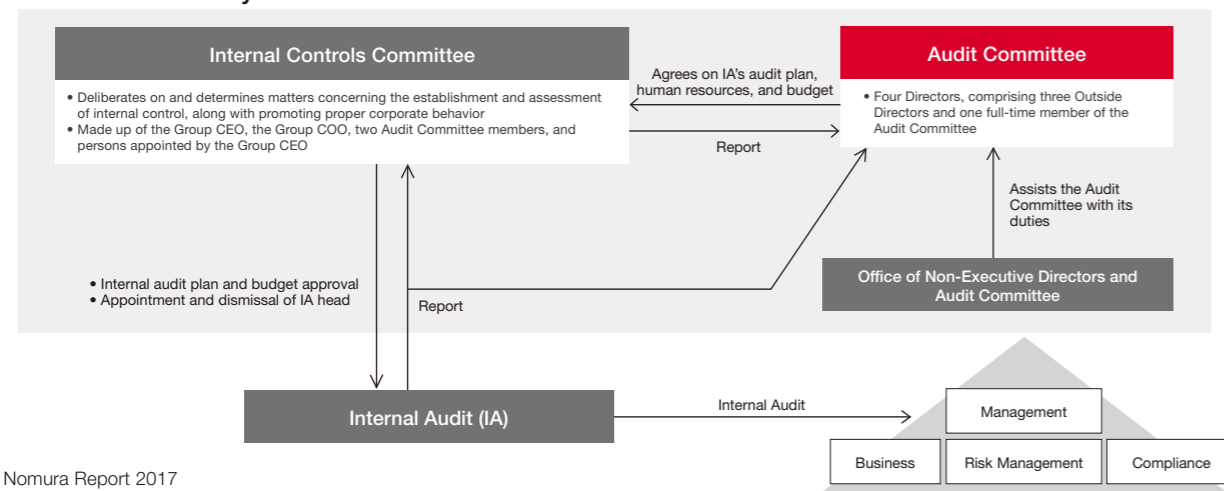 Internal Controls Committee
• Deliberates on and determines matters concerning the establishment and assessment
of internal control, along with promoting proper corporate behavior
• Made up of the Group CEO, the Group COO, two Audit Committee members, and
persons appointed by the Group CEO
Agrees on IA's audit plan,
human resources, and budget
Report
Audit Committee
• Four Directors, comprising three Outside
Directors and one full-time member of the
Audit Committee
Assists the Audit
Committee with its
duties
Office of Non-Executive Directors and
Audit Committee
• Internal audit plan and budget approval
• Appointment and dismissal of IA head
Report
Internal Audit (IA)
Internal Audit
Management
Business
Risk Management
Compliance
Nomura Report 2017